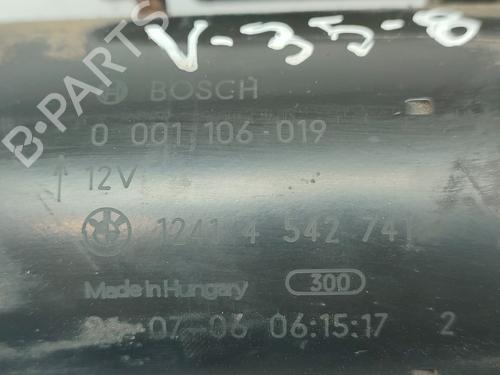 V-35-8
B-PARTS
BOSCH
0 001 106 019
12V
4 542 741
Made in Hungary
300
07-06 06:15:17 2